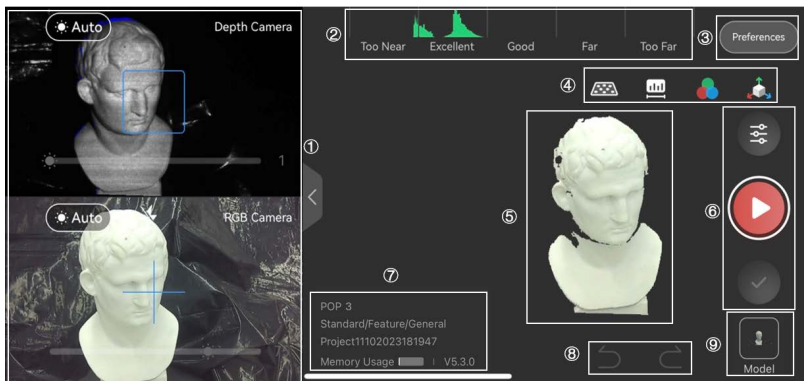 Auto
Depth Camera
1
Auto
RGB Camera
①
②
Too Near Excellent Good Far Too Far
③
Preferences
④
⑤
⑥
⑦
POP 3
Standard/Feature/General
Project11102023181947
Memory Usage | V5.3.0
⑧
⑨
Model